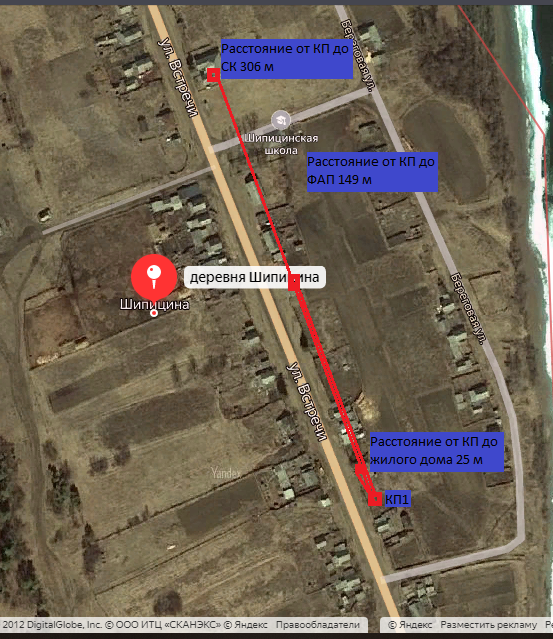 Расстояние от КП до
СК 306 м
ул. Встречи
Береговая ул.
Шипицинская
школа
Расстояние от КП до
ФАП 149 м
деревня Шипицина
Шипицина
Береговая ул.
ул. Встречи
Расстояние от КП до
жилого дома 25 м
Yandex
КП1
2012 DigitalGlobe, Inc. © ООО ИТЦ «СКАНЭКС» © Яндекс Правообладатели
© Яндекс Разместить рекламу